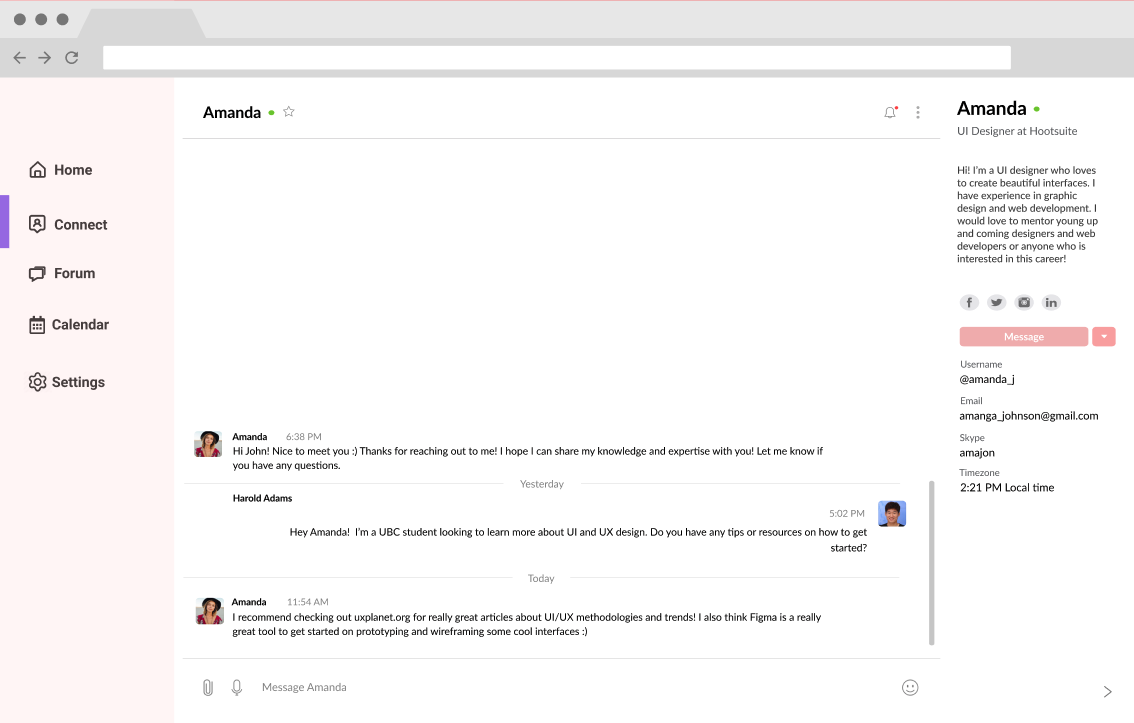 Amanda
Home
Connect
Forum
Calendar
Settings
Amanda 6:38 PM
Hi John! Nice to meet you :) Thanks for reaching out to me! I hope I can share my knowledge and expertise with you! Let me know if
you have any questions.
Yesterday
Harold Adams
5:02 PM
Hey Amanda! I'm a UBC student looking to learn more about UI and UX design. Do you have any tips or resources on how to get
started?
Today
Amanda 11:54 AM
I recommend checking out uxplanet.org for really great articles about UI/UX methodologies and trends! I also think Figma is a really
great tool to get started on prototyping and wireframing some cool interfaces :)
Message Amanda
Amanda
UI Designer at Hootsuite
Hi! I'm a UI designer who loves
to create beautiful interfaces. I
have experience in graphic
design and web development. I
would love to mentor young up
and coming designers and web
developers or anyone who is
interested in this career!
Message
Username
@amanda_j
Email
amanga_johnson@gmail.com
Skype
amajon
Timezone
2:21 PM Local time